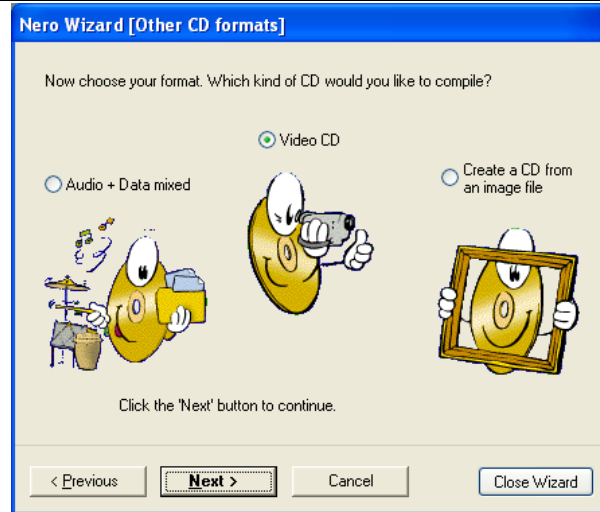 Nero Wizard [Other CD formats]
Now choose your format. Which kind of CD would you like to compile?
Video CD
Audio + Data mixed
Create a CD from
an image file
Click the 'Next' button to continue.
< Previous
Next >
Cancel
Close Wizard